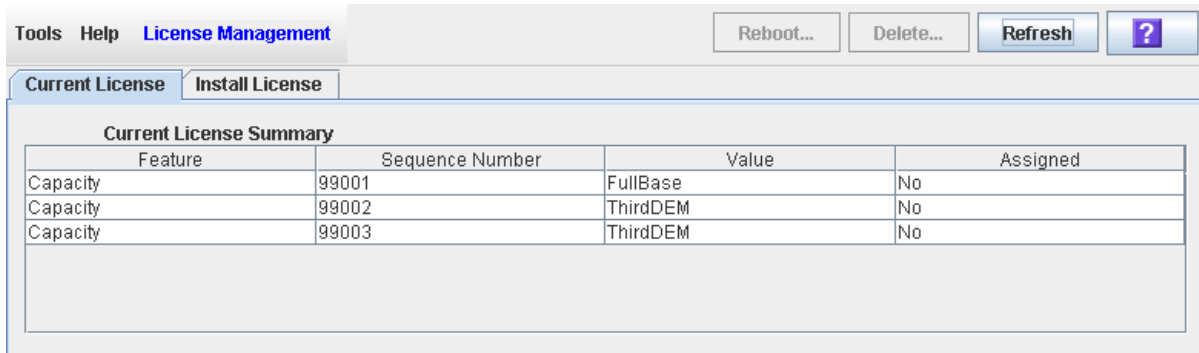 Tools Help License Management Reboot... Delete... Refresh ?
Current License Install License
Current License Summary
Feature Sequence Number Value Assigned
Capacity 99001 FullBase No
Capacity 99002 ThirdDEM No
Capacity 99003 ThirdDEM No